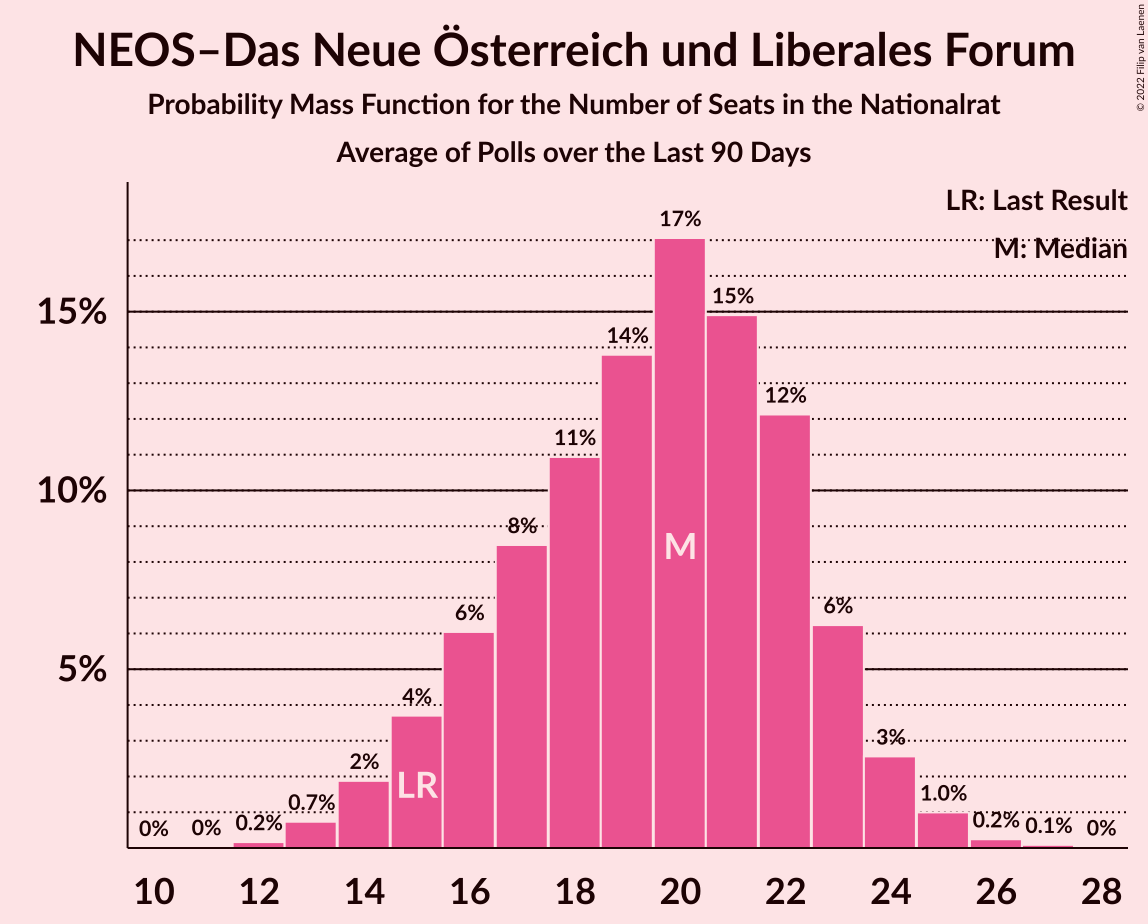 NEOS–Das Neue Österreich und Liberales Forum
Probability Mass Function for the Number of Seats in the Nationalrat
Average of Polls over the Last 90 Days
© 2022 Filip van Laenen
LR: Last Result
M: Median
15%
10%
5%
0%
0%
0.2%
0.7%
2%
4%
6%
8%
11%
14%
17%
15%
12%
6%
3%
1.0%
0.2%
0.1%
0%
LR
M
10 12 14 16 18 20 22 24 26 28